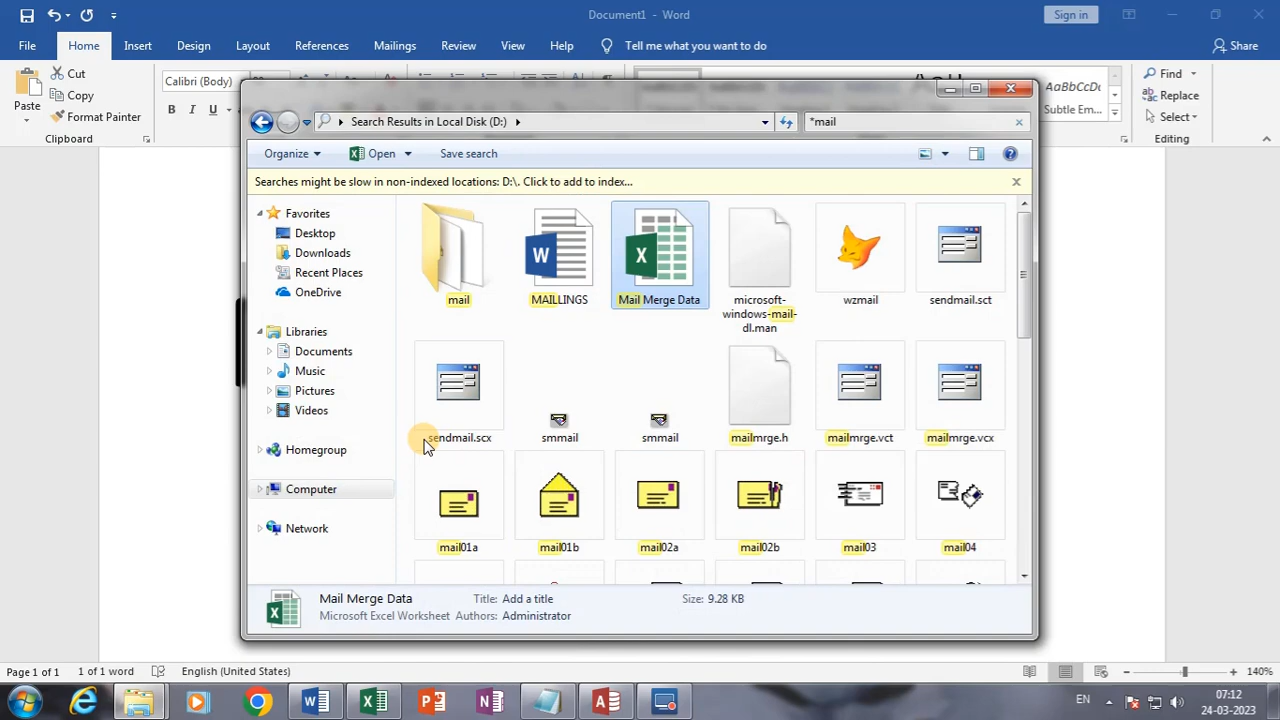 Document1 - Word
Sign in
File Home Insert Design Layout References Mailings Review View Help Tell me what you want to do Share
Paste
Cut
Copy
Format Painter
Clipboard
Calibri (Body)
B I U
AaBbCcDc
Subtle Em...
Find
Replace
Select
Editing
Search Results in Local Disk (D:)
*mail
Organize Open Save search
Searches might be slow in non-indexed locations: D:\. Click to add to index...
Favorites
Desktop
Downloads
Recent Places
OneDrive
Libraries
Documents
Music
Pictures
Videos
Homegroup
Computer
Network
mail
MAILLINGS
Mail Merge Data
microsoft-
windows-mail-
dl.man
wzmail
sendmail.sct
sendmail.scx
smmail
smmail
mailmrge.h
mailmrge.vct
mailmrge.vcx
mail01a
mail01b
mail02a
mail02b
mail03
mail04
Mail Merge Data Title: Add a title Size: 9.28 KB
Microsoft Excel Worksheet Authors: Administrator
Page 1 of 1 1 of 1 word English (United States) 140%
EN
07:12
24-03-2023